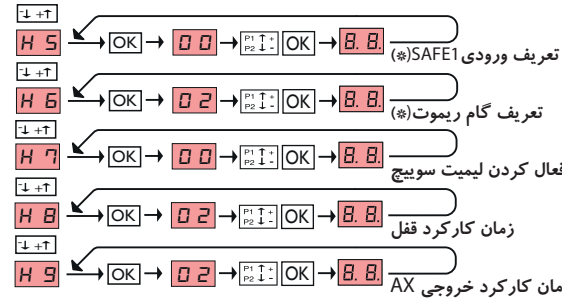 -↓ +↑
H 5 OK 0 0 P1 ↑ + P2 ↓ - OK 8. 8. تعریف ورودی SAFE1(*)
-↓ +↑
H 6 OK 0 2 P1 ↑ + P2 ↓ - OK 8. 8. تعریف گام ریموت(*)
-↓ +↑
H 7 OK 0 0 P1 ↑ + P2 ↓ - OK 8. 8. فعال کردن لیمیت سوییچ
-↓ +↑
H 8 OK 0 2 P1 ↑ + P2 ↓ - OK 8. 8. زمان کارکرد قفل
-↓ +↑
H 9 OK 0 2 P1 ↑ + P2 ↓ - OK 8. 8. مان کارکرد خروجی AX